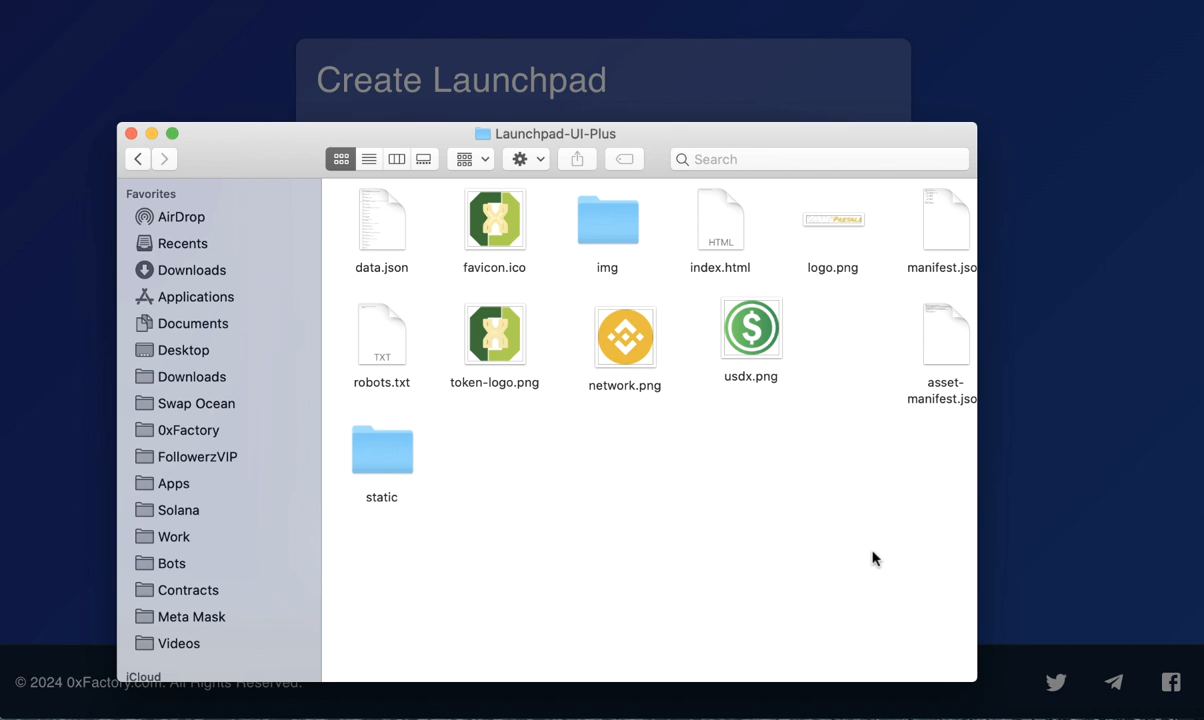 Create Launchpad
Launchpad-UI-Plus
Search
Favorites
AirDrop
Recents
Downloads
Applications
Documents
Desktop
Downloads
Swap Ocean
0xFactory
FollowerzVIP
Apps
Solana
Work
Bots
Contracts
Meta Mask
Videos
iCloud
data.json
favicon.ico
img
HTML
index.html
logo.png
manifest.jso
TXT
robots.txt
token-logo.png
network.png
$
usdx.png
asset-
manifest.jso
static
© 2024 0xFactory.com. All Rights Reserved.